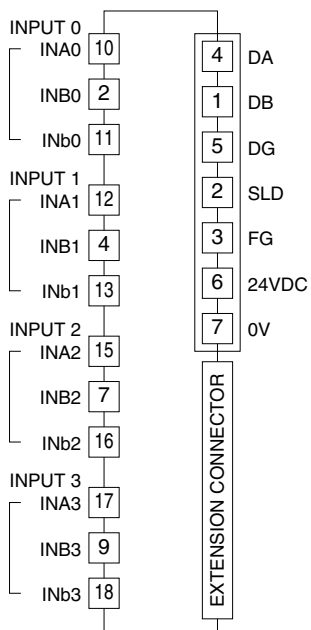 INPUT 0
INA0 10
INB0 2
INb0 11
INPUT 1
INA1 12
INB1 4
INb1 13
INPUT 2
INA2 15
INB2 7
INb2 16
INPUT 3
INA3 17
INB3 9
INb3 18
4 DA
1 DB
5 DG
2 SLD
3 FG
6 24VDC
7 0V
EXTENSION CONNECTOR